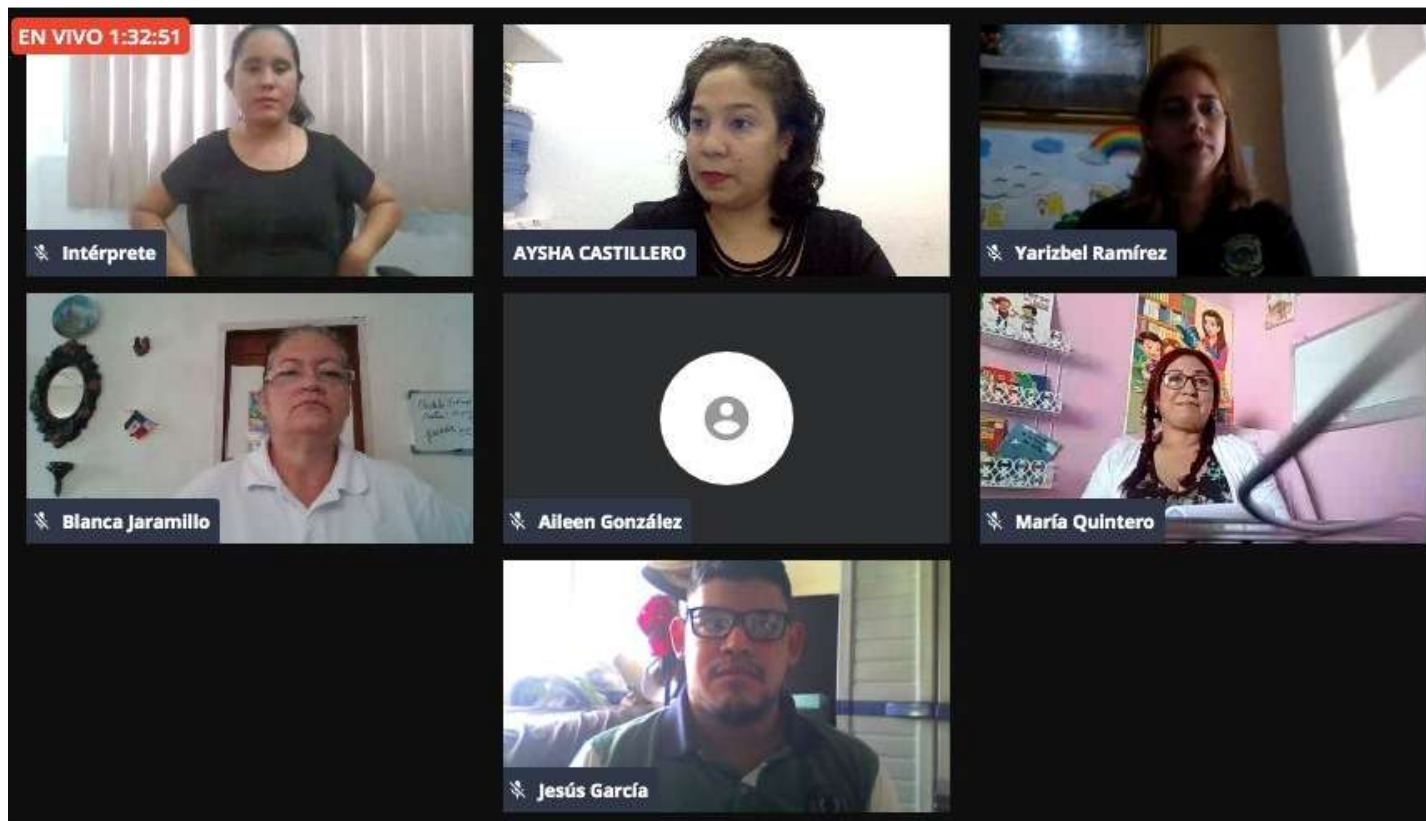 EN VIVO 1:32:51
Intérprete
AYSHA CASTILLERO
Yarizbel Ramírez
Blanca Jaramillo
Aileen González
María Quintero
Jesús García